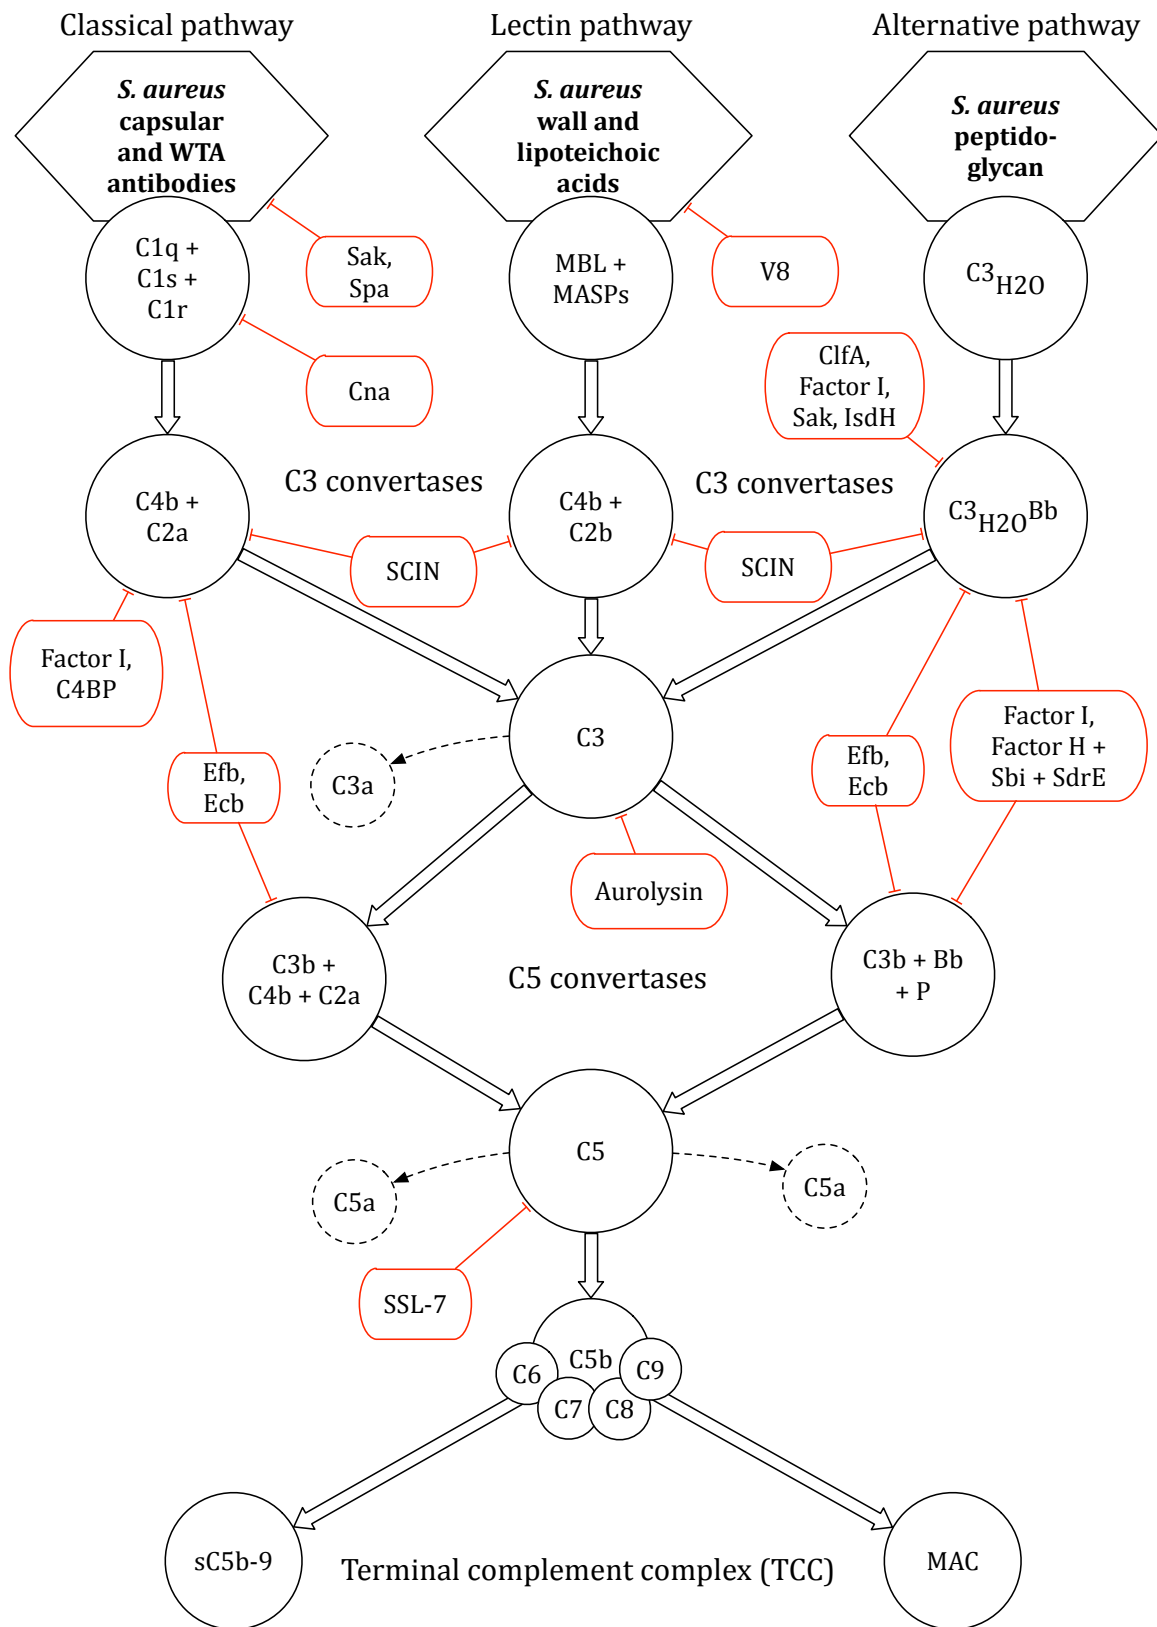 Classical pathway
Lectin pathway
Alternative pathway
S. aureus
capsular
and WTA
antibodies
S. aureus
wall and
lipoteichoic
acids
S. aureus
peptido-
glycan
C1q +
C1s +
C1r
Sak,
Spa
MBL +
MASPs
V8
C3H2O
Cna
ClfA,
Factor I,
Sak, IsdH
C4b +
C2a
C3 convertases
C4b +
C2b
C3 convertases
C3H2OBb
SCIN
SCIN
Factor I,
C4BP
C3
C3a
Efb,
Ecb
Efb,
Ecb
Factor I,
Factor H +
Sbi + SdrE
Aurolysin
C3b +
C4b + C2a
C5 convertases
C3b + Bb
+ P
C5
C5a
C5a
SSL-7
C5b
C6
C7
C8
C9
sC5b-9
Terminal complement complex (TCC)
MAC